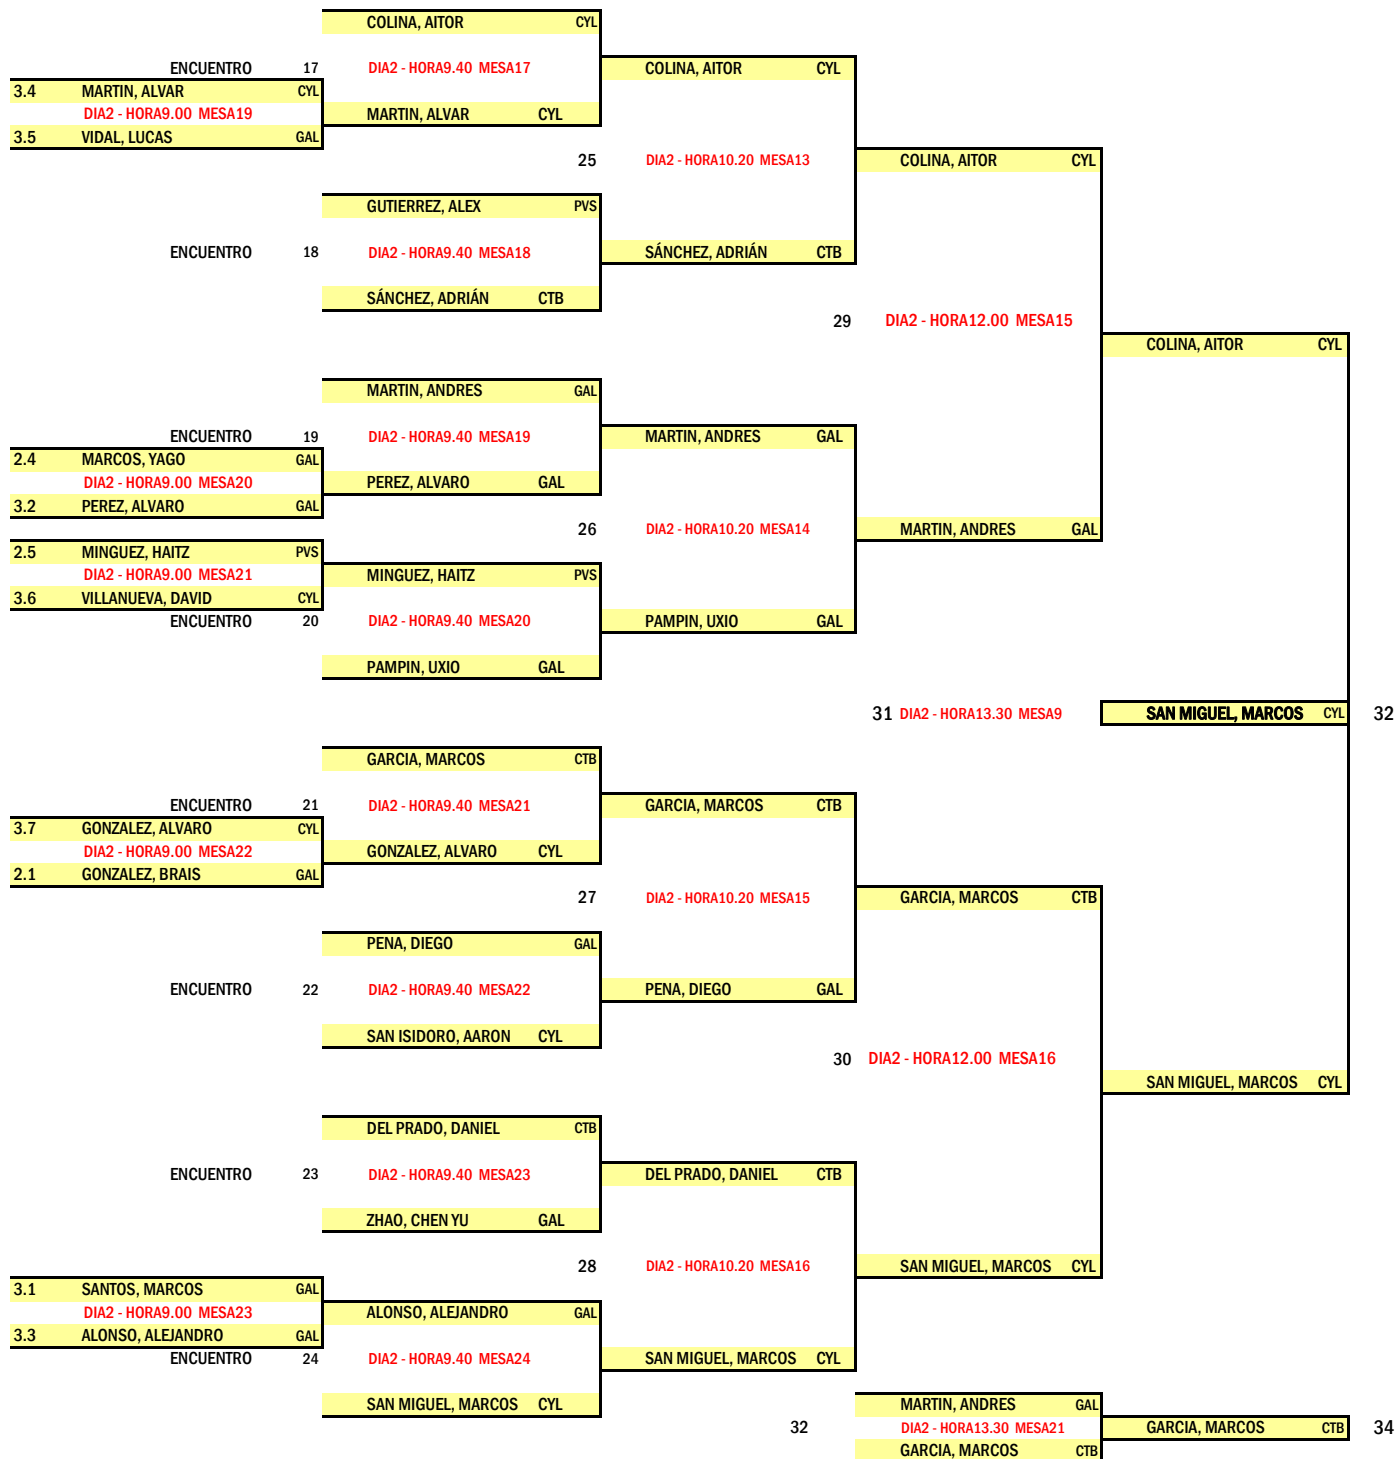 COLINA, AITOR CYL
ENCUENTRO 17 DIA2 - HORA9.40 MESA17 COLINA, AITOR CYL
3.4 MARTIN, ALVAR CYL
DIA2 - HORA9.00 MESA19 MARTIN, ALVAR CYL
3.5 VIDAL, LUCAS GAL
25 DIA2 - HORA10.20 MESA13 COLINA, AITOR CYL
GUTIERREZ, ALEX PVS
ENCUENTRO 18 DIA2 - HORA9.40 MESA18 SÁNCHEZ, ADRIÁN CTB
SÁNCHEZ, ADRIÁN CTB
29 DIA2 - HORA12.00 MESA15
COLINA, AITOR CYL
MARTIN, ANDRES GAL
ENCUENTRO 19 DIA2 - HORA9.40 MESA19 MARTIN, ANDRES GAL
2.4 MARCOS, YAGO GAL
DIA2 - HORA9.00 MESA20 PEREZ, ALVARO GAL
3.2 PEREZ, ALVARO GAL
26 DIA2 - HORA10.20 MESA14 MARTIN, ANDRES GAL
2.5 MINGUEZ, HAITZ PVS
DIA2 - HORA9.00 MESA21 MINGUEZ, HAITZ PVS
3.6 VILLANUEVA, DAVID CYL
ENCUENTRO 20 DIA2 - HORA9.40 MESA20 PAMPIN, UXIO GAL
PAMPIN, UXIO GAL
31 DIA2 - HORA13.30 MESA9 SAN MIGUEL, MARCOS CYL 32
GARCIA, MARCOS CTB
ENCUENTRO 21 DIA2 - HORA9.40 MESA21 GARCIA, MARCOS CTB
3.7 GONZALEZ, ALVARO CYL
DIA2 - HORA9.00 MESA22 GONZALEZ, ALVARO CYL
2.1 GONZALEZ, BRAIS GAL
27 DIA2 - HORA10.20 MESA15 GARCIA, MARCOS CTB
PENA, DIEGO GAL
ENCUENTRO 22 DIA2 - HORA9.40 MESA22 PENA, DIEGO GAL
SAN ISIDORO, AARON CYL
30 DIA2 - HORA12.00 MESA16
SAN MIGUEL, MARCOS CYL
DEL PRADO, DANIEL CTB
ENCUENTRO 23 DIA2 - HORA9.40 MESA23 DEL PRADO, DANIEL CTB
ZHAO, CHEN YU GAL
28 DIA2 - HORA10.20 MESA16 SAN MIGUEL, MARCOS CYL
3.1 SANTOS, MARCOS GAL
DIA2 - HORA9.00 MESA23 ALONSO, ALEJANDRO GAL
3.3 ALONSO, ALEJANDRO GAL
ENCUENTRO 24 DIA2 - HORA9.40 MESA24 SAN MIGUEL, MARCOS CYL
SAN MIGUEL, MARCOS CYL MARTIN, ANDRES GAL
32 DIA2 - HORA13.30 MESA21 GARCIA, MARCOS CTB 34
GARCIA, MARCOS CTB